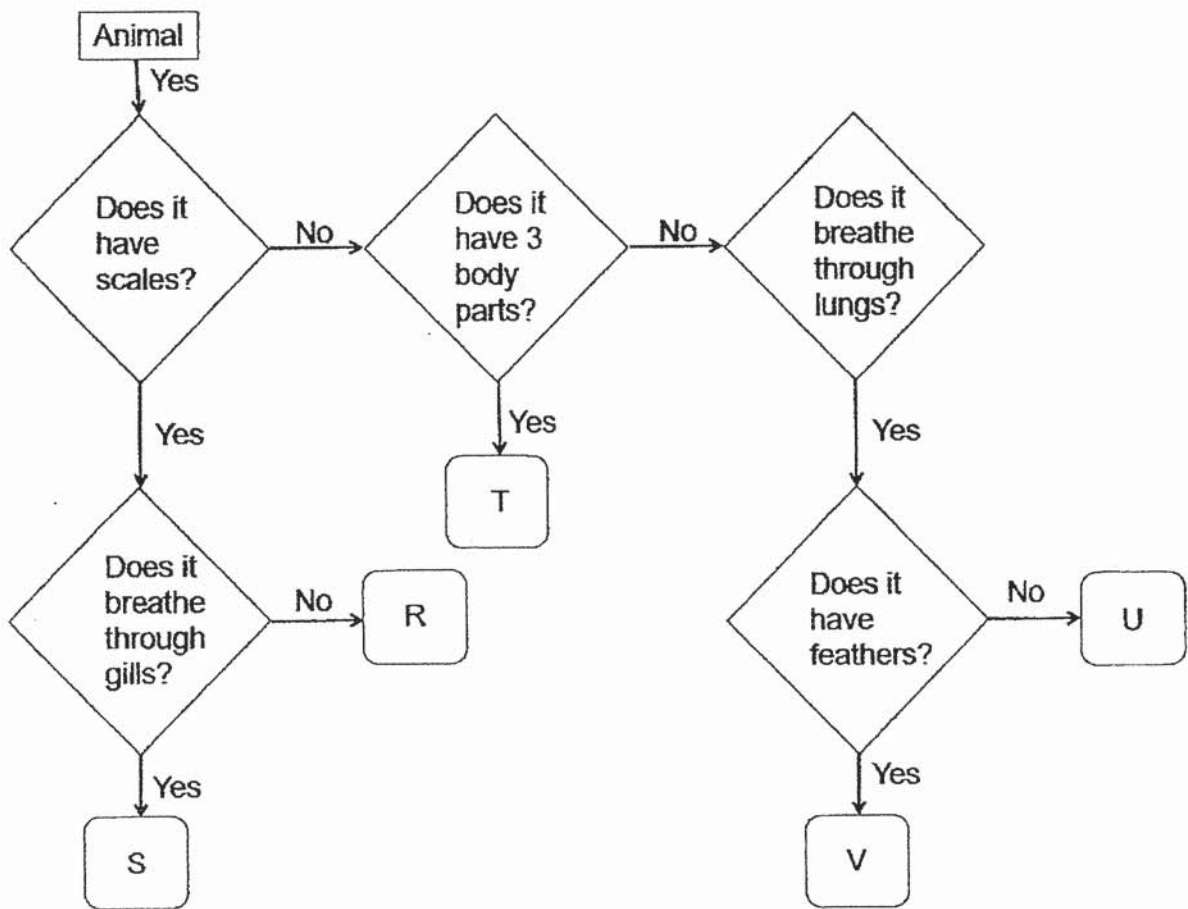 Animal
Yes
Does it
have
scales?
No
Does it
have 3
body
parts?
No
Does it
breathe
through
lungs?
Yes
Yes
T
Yes
Does it
breathe
through
gills?
No
R
Does it
have
feathers?
No
U
Yes
S
Yes
V